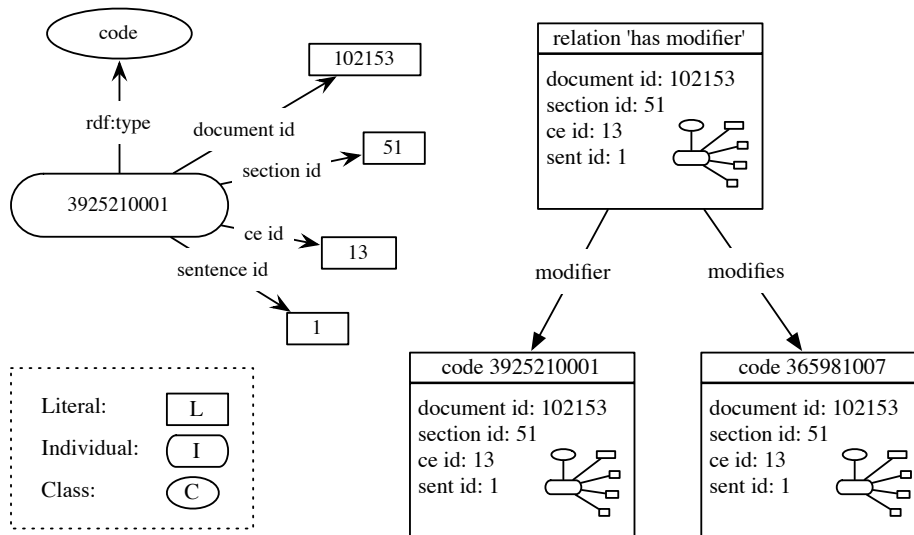 code
rdf:type
document id
102153
section id
51
3925210001
ce id
13
sentence id
1
Literal:
L
Individual:
I
Class:
C
relation 'has modifier'
document id: 102153
section id: 51
ce id: 13
sent id: 1
modifier
modifies
code 3925210001
document id: 102153
section id: 51
ce id: 13
sent id: 1
code 365981007
document id: 102153
section id: 51
ce id: 13
sent id: 1